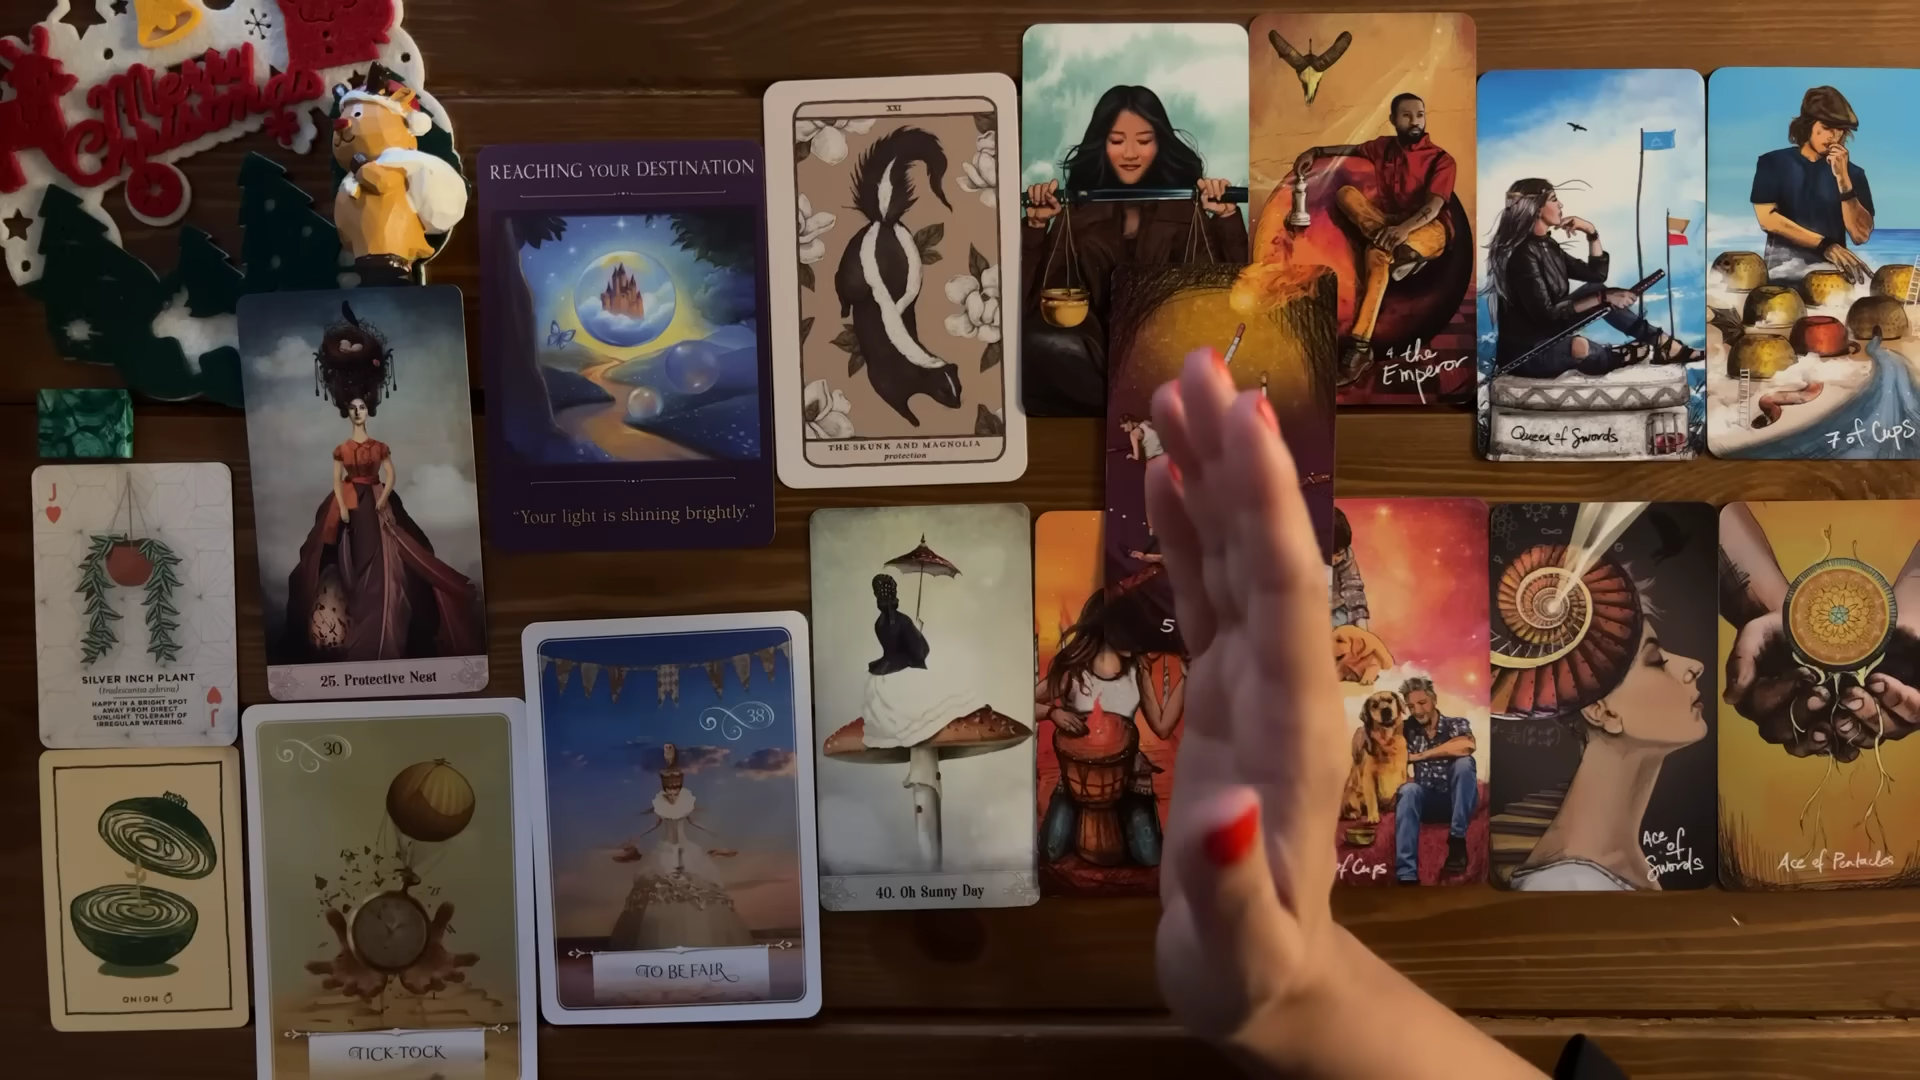 Merry
Christmas
REACHING YOUR DESTINATION
"Your light is shining brightly."
XXI
THE SKUNK AND MAGNOLIA
protection
4. the
Emperor
Queen of Swords
7 of Cups
J
SILVER INCH PLANT
(tradescantia zebrina)
HAPPY IN A BRIGHT SPOT
AWAY FROM DIRECT
SUNLIGHT. TOLERANT OF
IRREGULAR WATERING.
J
25. Protective Nest
5
ONION
30
TICK-TOCK
38
TO BE FAIR
40. Oh Sunny Day
of Cups
Ace
of
Swords
Ace of Pentacles